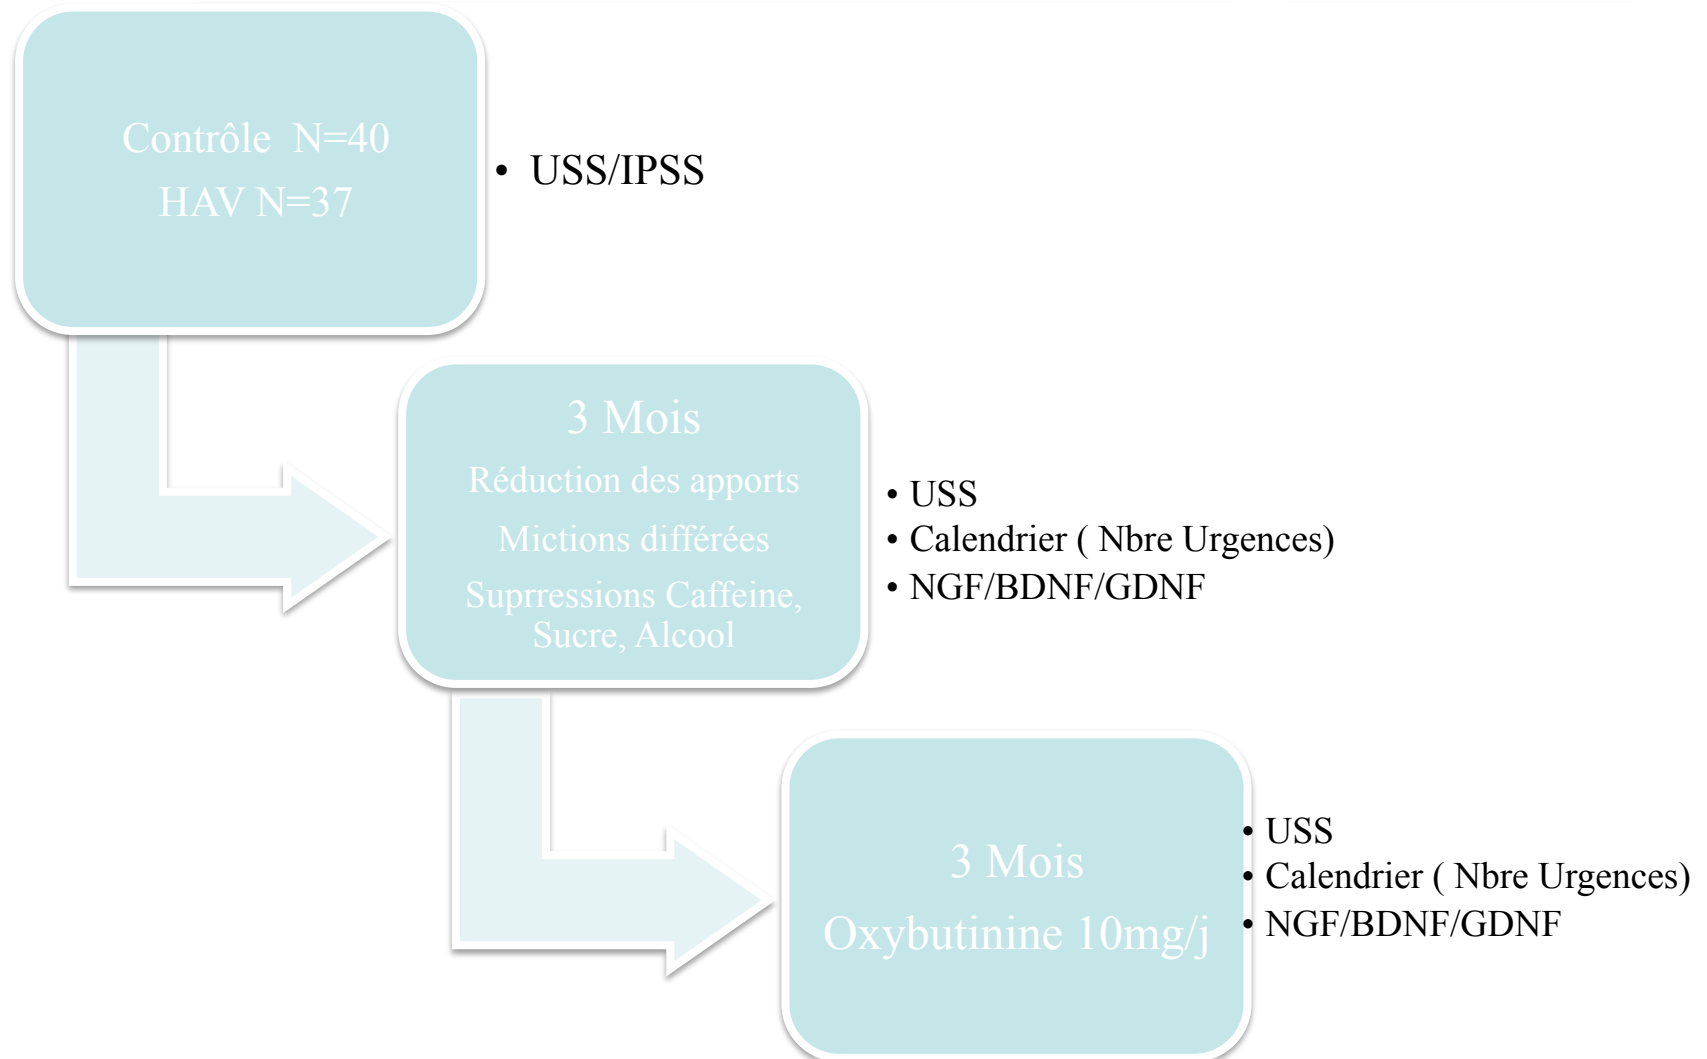 Contrôle  N=40
HAV N=37
• USS/IPSS
3 Mois
Réduction des apports
Mictions différées
Suprressions Caffeine,
Sucre, Alcool
• USS
• Calendrier ( Nbre Urgences)
• NGF/BDNF/GDNF
3 Mois
Oxybutinine 10mg/j
• USS
• Calendrier ( Nbre Urgences)
• NGF/BDNF/GDNF